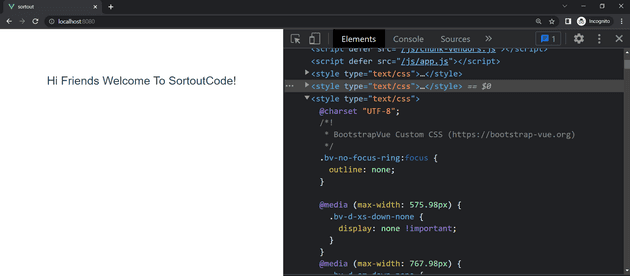 sortout
localhost:8080
Incognito
Hi Friends Welcome To SortoutCode!
Elements Console Sources » 1
<script defer src="/js/chunk-vendors.js"></script>
<script defer src="/js/app.js"></script>
<style type="text/css">…</style>
<style type="text/css">…</style> == $0
<style type="text/css">
@charset "UTF-8";
/*!
* BootstrapVue Custom CSS (https://bootstrap-vue.org)
*/
.bv-no-focus-ring:focus {
outline: none;
}
@media (max-width: 575.98px) {
.bv-d-xs-down-none {
display: none !important;
}
}
@media (max-width: 767.98px) {